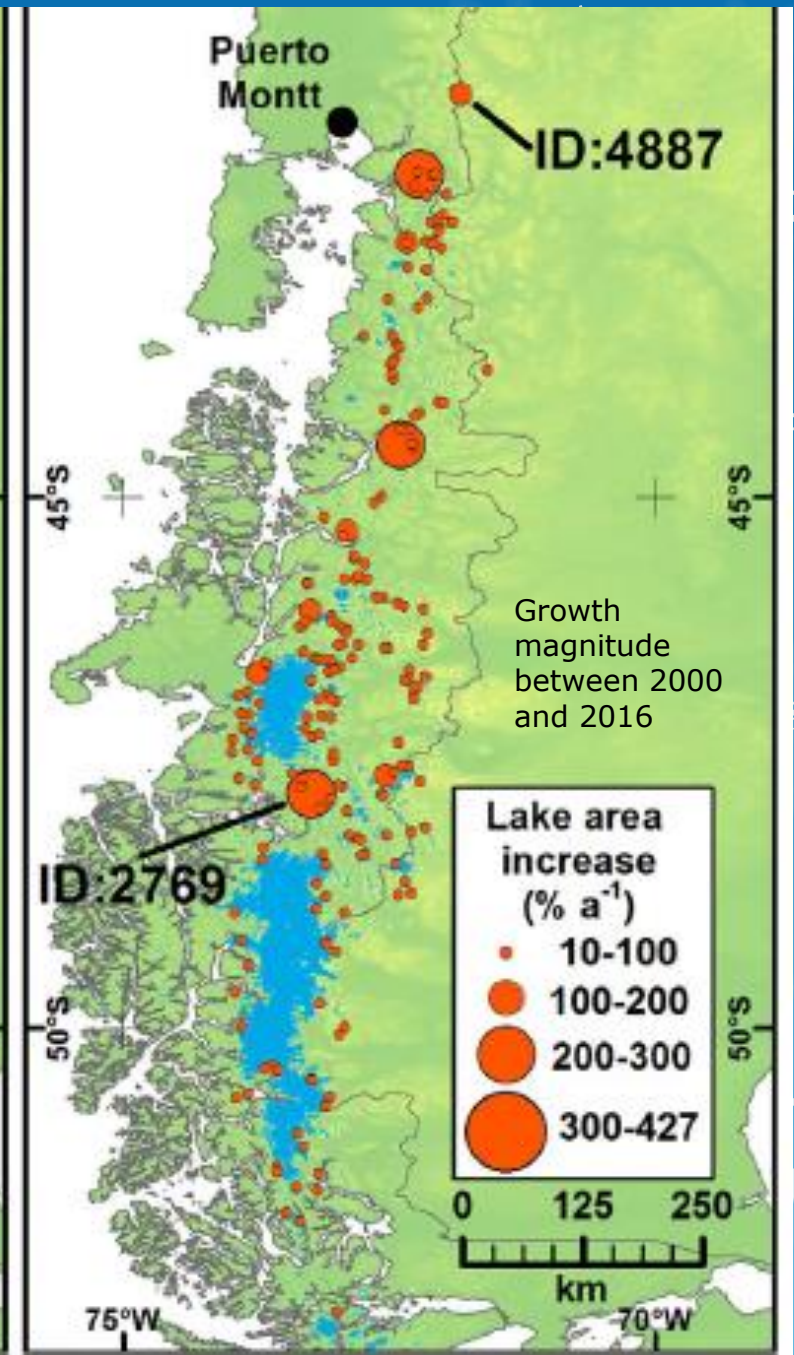 Puerto
Montt
ID:4887
45°S
45°S
Growth
magnitude
between 2000
and 2016
ID:2769
Lake area
increase
(% a⁻¹)
10-100
100-200
200-300
300-427
50°S
50°S
0 125 250
km
75°W
70°W